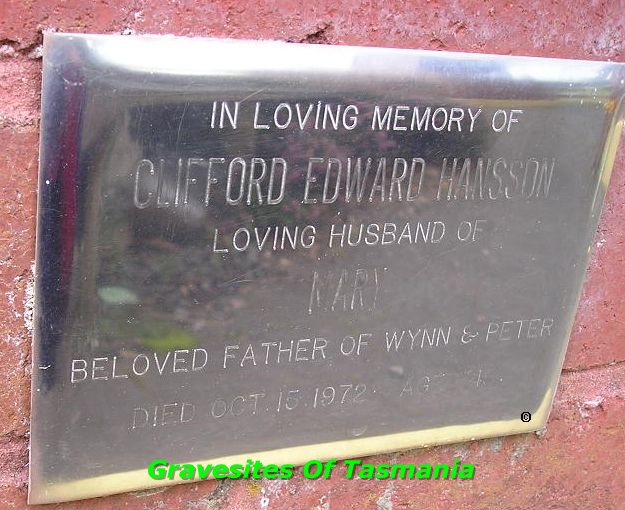 IN LOVING MEMORY OF
CLIFFORD EDWARD HANSSON
LOVING HUSBAND OF
MARY
BELOVED FATHER OF WYNN & PETER
DIED OCT. 15. 1972.
©
Gravesites Of Tasmania